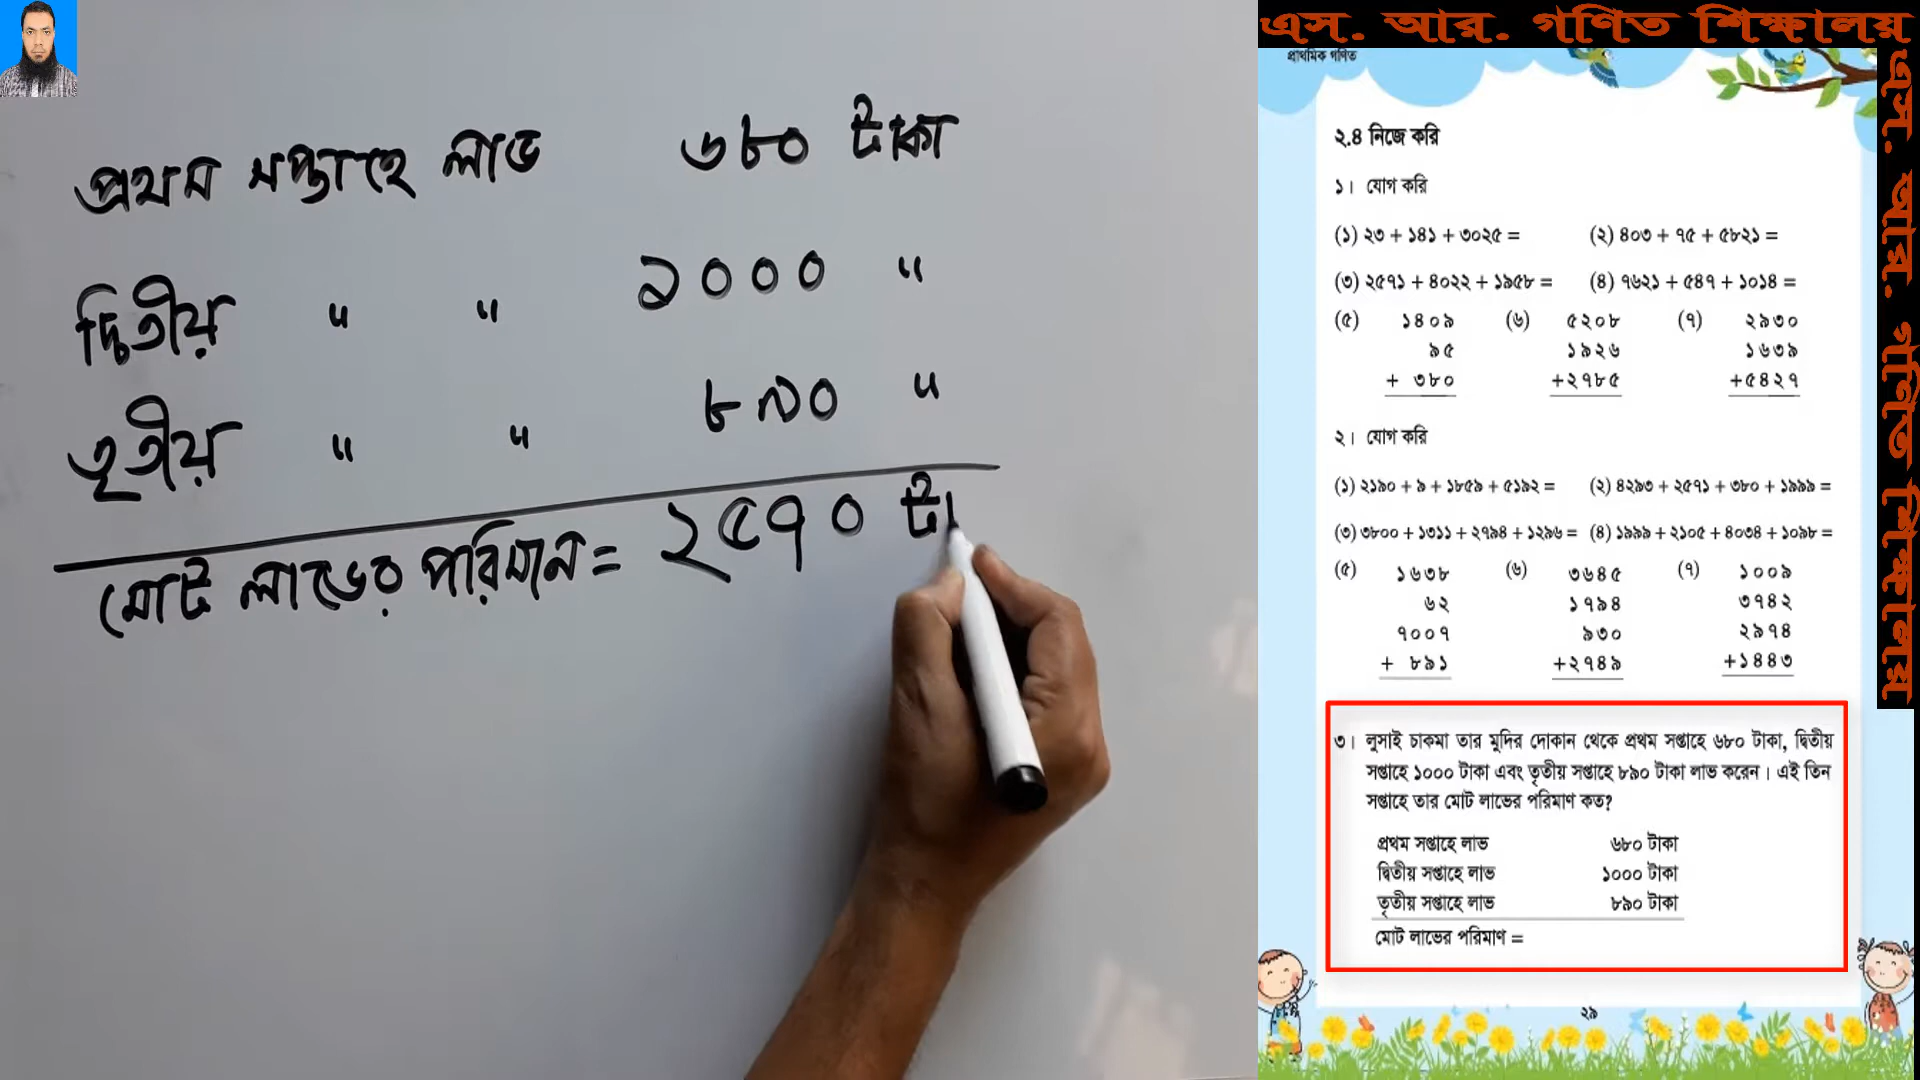 প্রথম সপ্তাহে লাভ ৬৮০ টাকা
দ্বিতীয় " " ১০০০ "
তৃতীয় " " ৮৯০ "
মোট লাভের পরিমান = ২৫৭০ টা
এস. আর. গণিত শিক্ষালয়
এস. আর. গণিত শিক্ষালয়
প্রাথমিক গণিত
২.৪ নিজে করি
১। যোগ করি
(১) ২৩ + ১৪১ + ৩০২৫ = (২) ৪০৩ + ৭৫ + ৫৮২১ =
(৩) ২৫৭১ + ৪০২২ + ১৯৫৮ = (৪) ৭৬২১ + ৫৪৭ + ১০১৪ =
(৫) ১৪০৯ (৬) ৫২০৮ (৭) ২৯৩০
৯৫ ১৯২৬ ১৬৩৯
+ ৩৮০ +২৭৮৫ +৫৪২৭
২। যোগ করি
(১) ২১৯০ + ৯ + ১৮৫৯ + ৫১৯২ = (২) ৪২৯৩ + ২৫৭১ + ৩৮০ + ১৯৯৯ =
(৩) ৩৮০০ + ১৩১১ + ২৭৯৪ + ১২৯৬ = (৪) ১৯৯৯ + ২১০৫ + ৪০৩৪ + ১০৯৮ =
(৫) ১৬৩৮ (৬) ৩৬৪৫ (৭) ১০০৯
৬২ ১৭৯৪ ৩৭৪২
৭০০৭ ৯৩০ ২৯৭৪
+ ৮৯১ +২৭৪৯ +১৪৪৩
৩। লুসাই চাকমা তার মুদির দোকান থেকে প্রথম সপ্তাহে ৬৮০ টাকা, দ্বিতীয়
সপ্তাহে ১০০০ টাকা এবং তৃতীয় সপ্তাহে ৮৯০ টাকা লাভ করেন। এই তিন
সপ্তাহে তার মোট লাভের পরিমাণ কত?
প্রথম সপ্তাহে লাভ ৬৮০ টাকা
দ্বিতীয় সপ্তাহে লাভ ১০০০ টাকা
তৃতীয় সপ্তাহে লাভ ৮৯০ টাকা
মোট লাভের পরিমাণ =
২৯